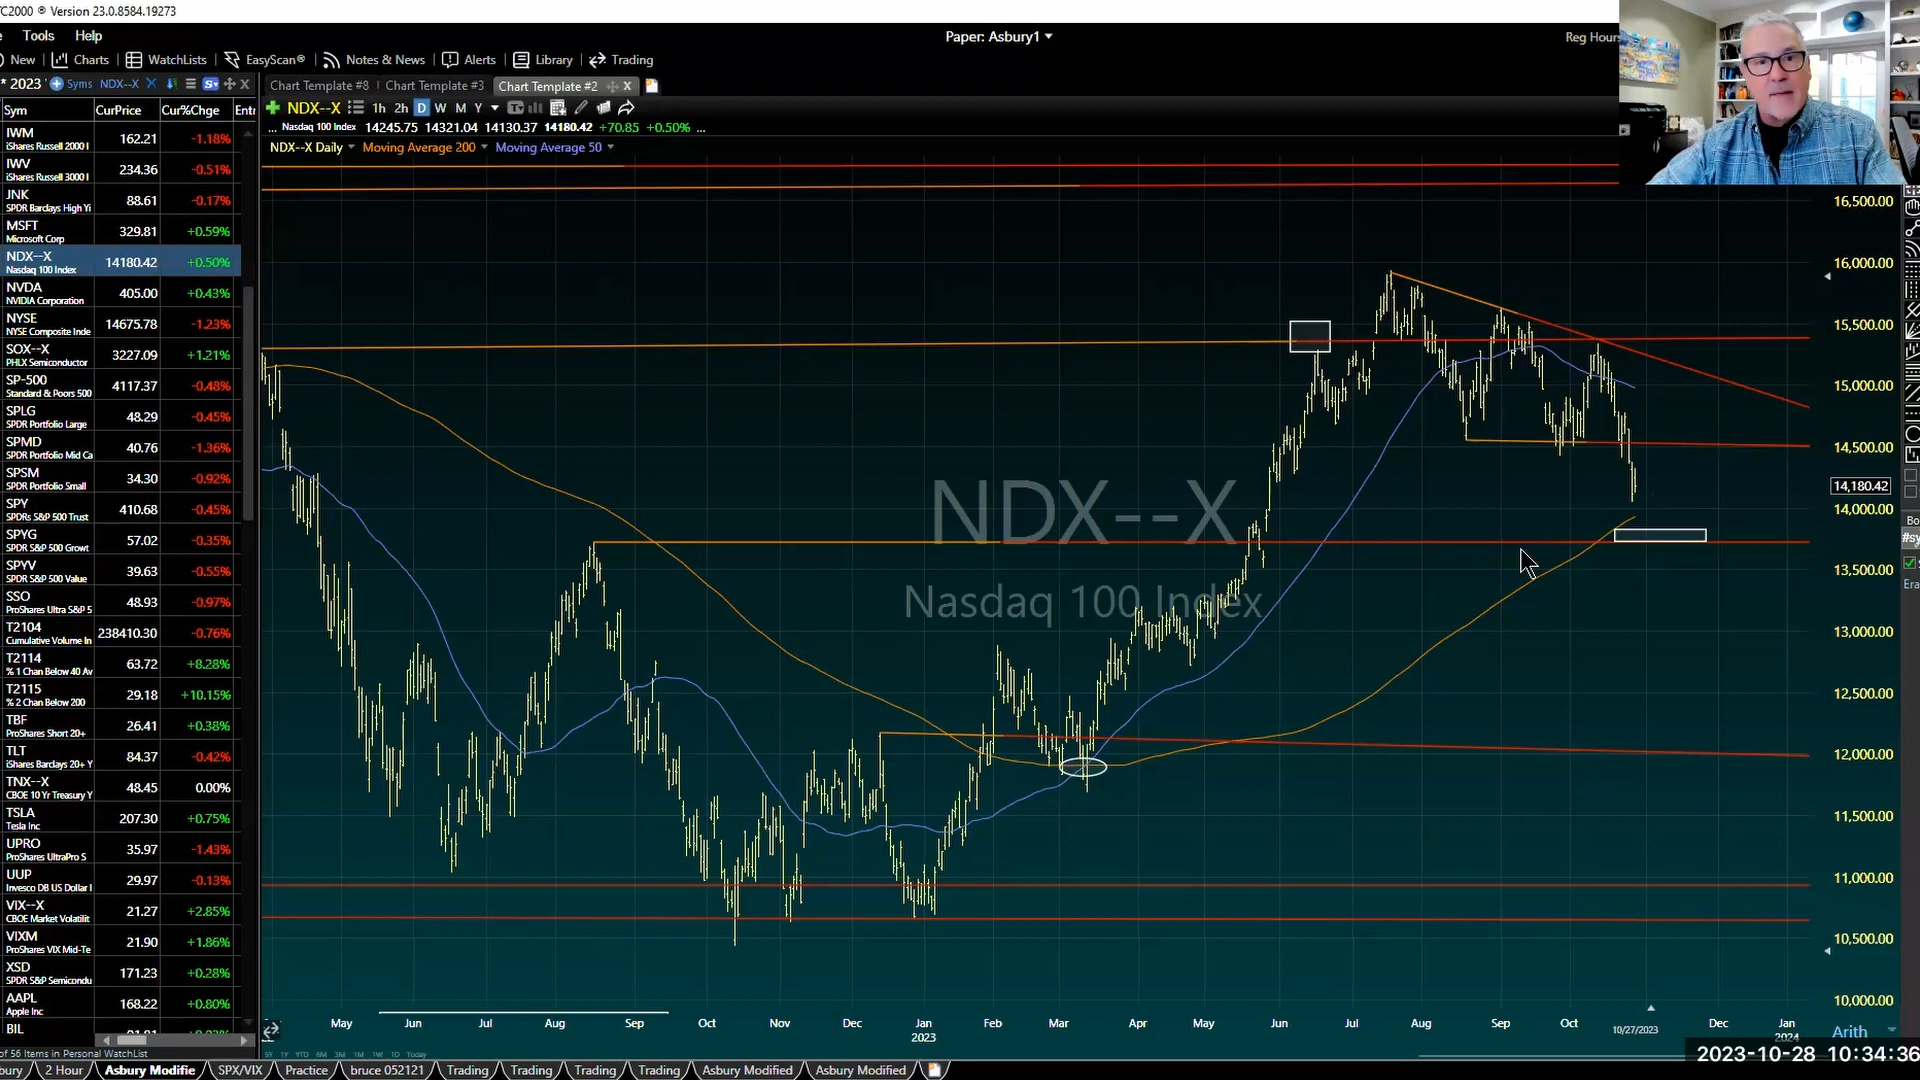 TC2000 ® Version 23.0.8584.19273
Tools Help
Paper: Asbury1
Reg Hours
New Charts WatchLists EasyScan® Notes & News Alerts Library Trading
* 2023 Syms NDX--X
Chart Template #8 Chart Template #3 Chart Template #2
Sym CurPrice Cur%Chge Entr
NDX--X 1h 2h D W M Y
... Nasdaq 100 Index 14245.75 14321.04 14130.37 14180.42 +70.85 +0.50% ...
NDX--X Daily Moving Average 200 Moving Average 50
IWM 162.21 -1.18%
iShares Russell 2000 I
IWV 234.36 -0.51%
iShares Russell 3000 I
JNK 88.61 -0.17%
SPDR Barclays High Yi
MSFT 329.81 +0.59%
Microsoft Corp
NDX--X 14180.42 +0.50%
Nasdaq 100 Index
NVDA 405.00 +0.43%
NVIDIA Corporation
NYSE 14675.78 -1.23%
NYSE Composite Inde
SOX--X 3227.09 +1.21%
PHLX Semiconductor
SP-500 4117.37 -0.48%
Standard & Poors 500
SPLG 48.29 -0.45%
SPDR Portfolio Large
SPMD 40.76 -1.36%
SPDR Portfolio Mid Ca
SPSM 34.30 -0.92%
SPDR Portfolio Small
SPY 410.68 -0.45%
SPDRs S&P 500 Trust
SPYG 57.02 -0.35%
SPDR S&P 500 Growt
SPYV 39.63 -0.55%
SPDR S&P 500 Value
SSO 48.93 -0.97%
ProShares Ultra S&P 5
T2104 238410.30 -0.76%
Cumulative Volume In
T2114 63.72 +8.28%
% 1 Chan Below 40 Av
T2115 29.18 +10.15%
% 2 Chan Below 200
TBF 26.41 +0.38%
ProShares Short 20+
TLT 84.37 -0.42%
iShares Barclays 20+ Y
TNX--X 48.45 0.00%
CBOE 10 Yr Treasury Y
TSLA 207.30 +0.75%
Tesla Inc
UPRO 35.97 -1.43%
ProShares UltraPro S
UUP 29.97 -0.13%
Invesco DB US Dollar I
VIX--X 21.27 +2.85%
CBOE Market Volatilit
VIXM 21.90 +1.86%
ProShares VIX Mid-Te
XSD 171.23 +0.28%
SPDR S&P Semicondu
AAPL 168.22 +0.80%
Apple Inc
BIL
of 56 Items in Personal WatchList
NDX--X
Nasdaq 100 Index
16,500.00
16,000.00
15,500.00
15,000.00
14,500.00
14,180.42
14,000.00
13,500.00
13,000.00
12,500.00
12,000.00
11,500.00
11,000.00
10,500.00
10,000.00
Bo
#sy
Era
May Jun Jul Aug Sep Oct Nov Dec Jan Feb Mar Apr May Jun Jul Aug Sep Oct 10/27/2023 Dec Jan
2023 2024
Arith
5Y 1Y YTD 6M 3M 1M 1W 1D Today
2023-10-28 10:34:36
bury 2 Hour Asbury Modifie SPX/VIX Practice bruce 052121 Trading Trading Trading Trading Asbury Modified Asbury Modified